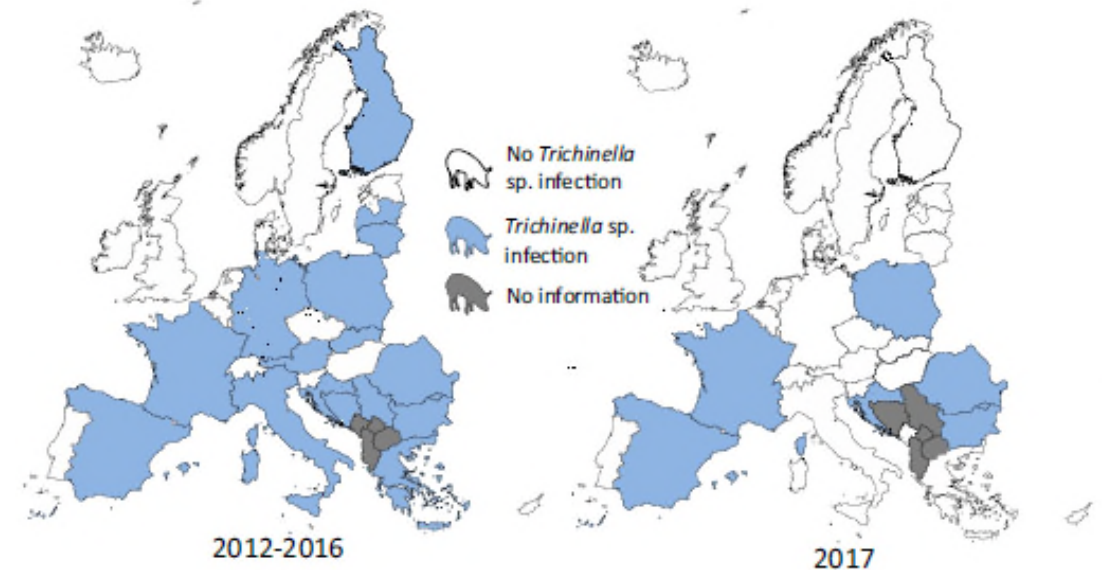 No Trichinella
sp. infection
Trichinella sp.
infection
No information
2012-2016
2017